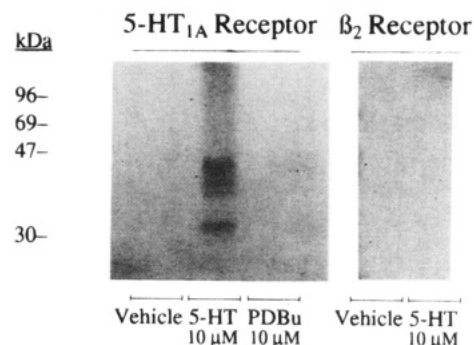 5-HT1A Receptor ß2 Receptor
kDa
96–
69–
47
30–
Vehicle 5-HT PDBu Vehicle 5-HT
10 µM 10 µM 10 µM